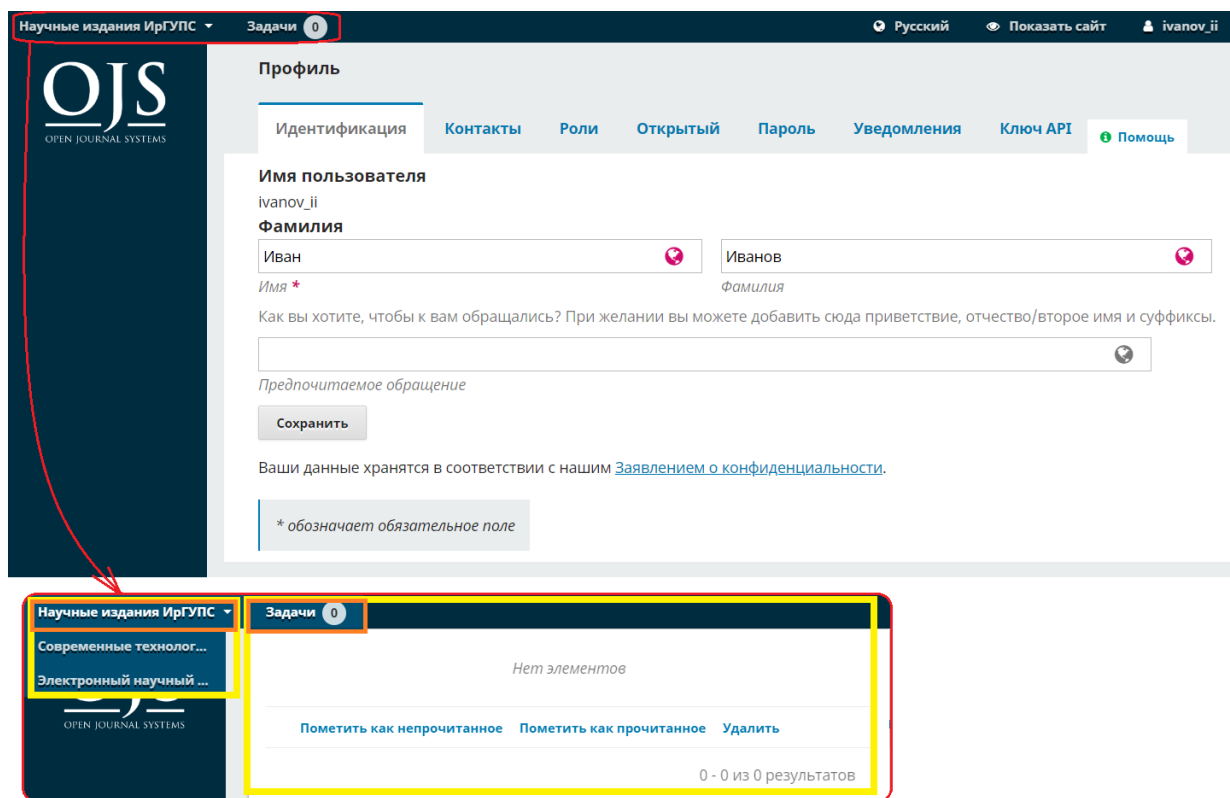 Научные издания ИрГУПС Задачи 0 Русский Показать сайт ivanov_ii
OJS
OPEN JOURNAL SYSTEMS
Профиль
Идентификация Контакты Роли Открытый Пароль Уведомления Ключ API Помощь
Имя пользователя
ivanov_ii
Фамилия
Иван Иванов
Имя * Фамилия
Как вы хотите, чтобы к вам обращались? При желании вы можете добавить сюда приветствие, отчество/второе имя и суффиксы.
Предпочитаемое обращение
Сохранить
Ваши данные хранятся в соответствии с нашим Заявлением о конфиденциальности.
* обозначает обязательное поле
Научные издания ИрГУПС Задачи 0
Современные технолог...
Электронный научный ...
OPEN JOURNAL SYSTEMS
Нет элементов
Пометить как непрочитанное Пометить как прочитанное Удалить
0 - 0 из 0 результатов